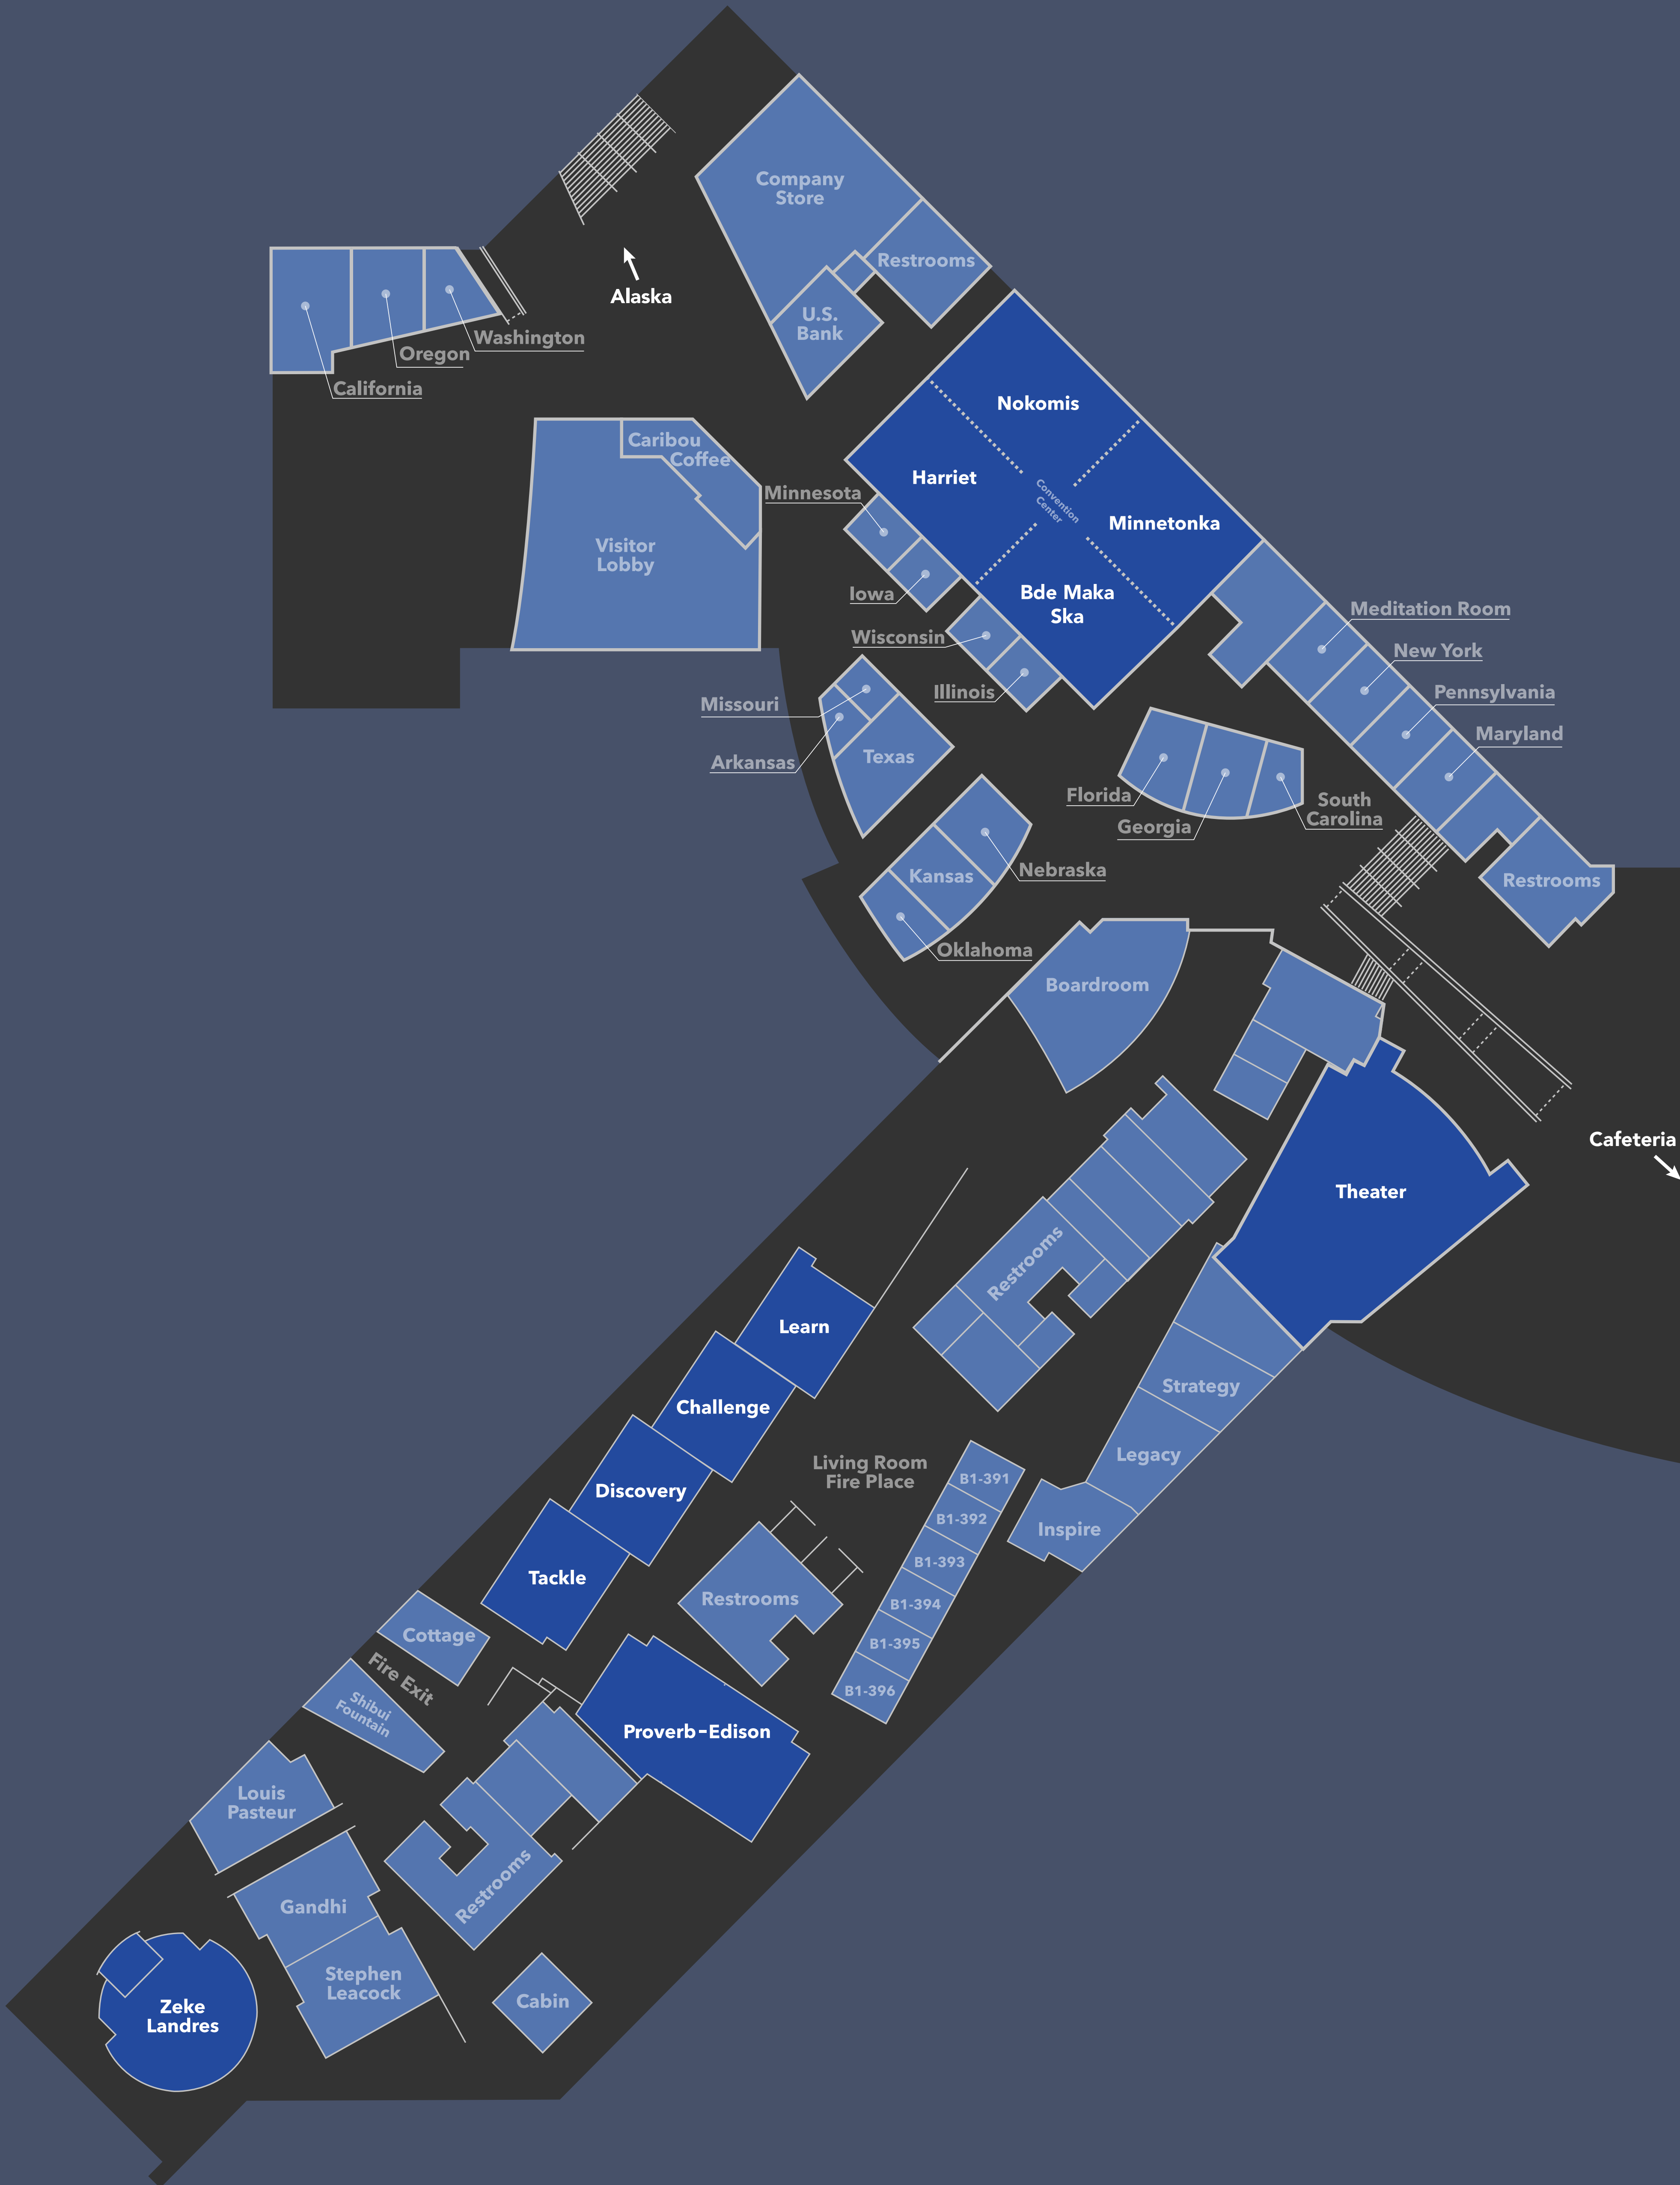 Company
Store
Restrooms
Alaska
U.S.
Bank
Washington
Oregon
California
Nokomis
Caribou
Coffee
Harriet
Minnesota
Convention
Center
Minnetonka
Visitor
Lobby
Iowa
Bde Maka
Ska
Meditation Room
Wisconsin
New York
Illinois
Pennsylvania
Missouri
Maryland
Texas
Arkansas
Florida
South
Carolina
Georgia
Nebraska
Kansas
Restrooms
Oklahoma
Boardroom
Cafeteria
Theater
Restrooms
Learn
Strategy
Challenge
Legacy
Living Room
Fire Place
B1-391
Discovery
B1-392
Inspire
B1-393
Tackle
Restrooms
B1-394
Cottage
B1-395
Fire Exit
B1-396
Shibui
Fountain
Proverb-Edison
Louis
Pasteur
Restrooms
Gandhi
Stephen
Leacock
Cabin
Zeke
Landres